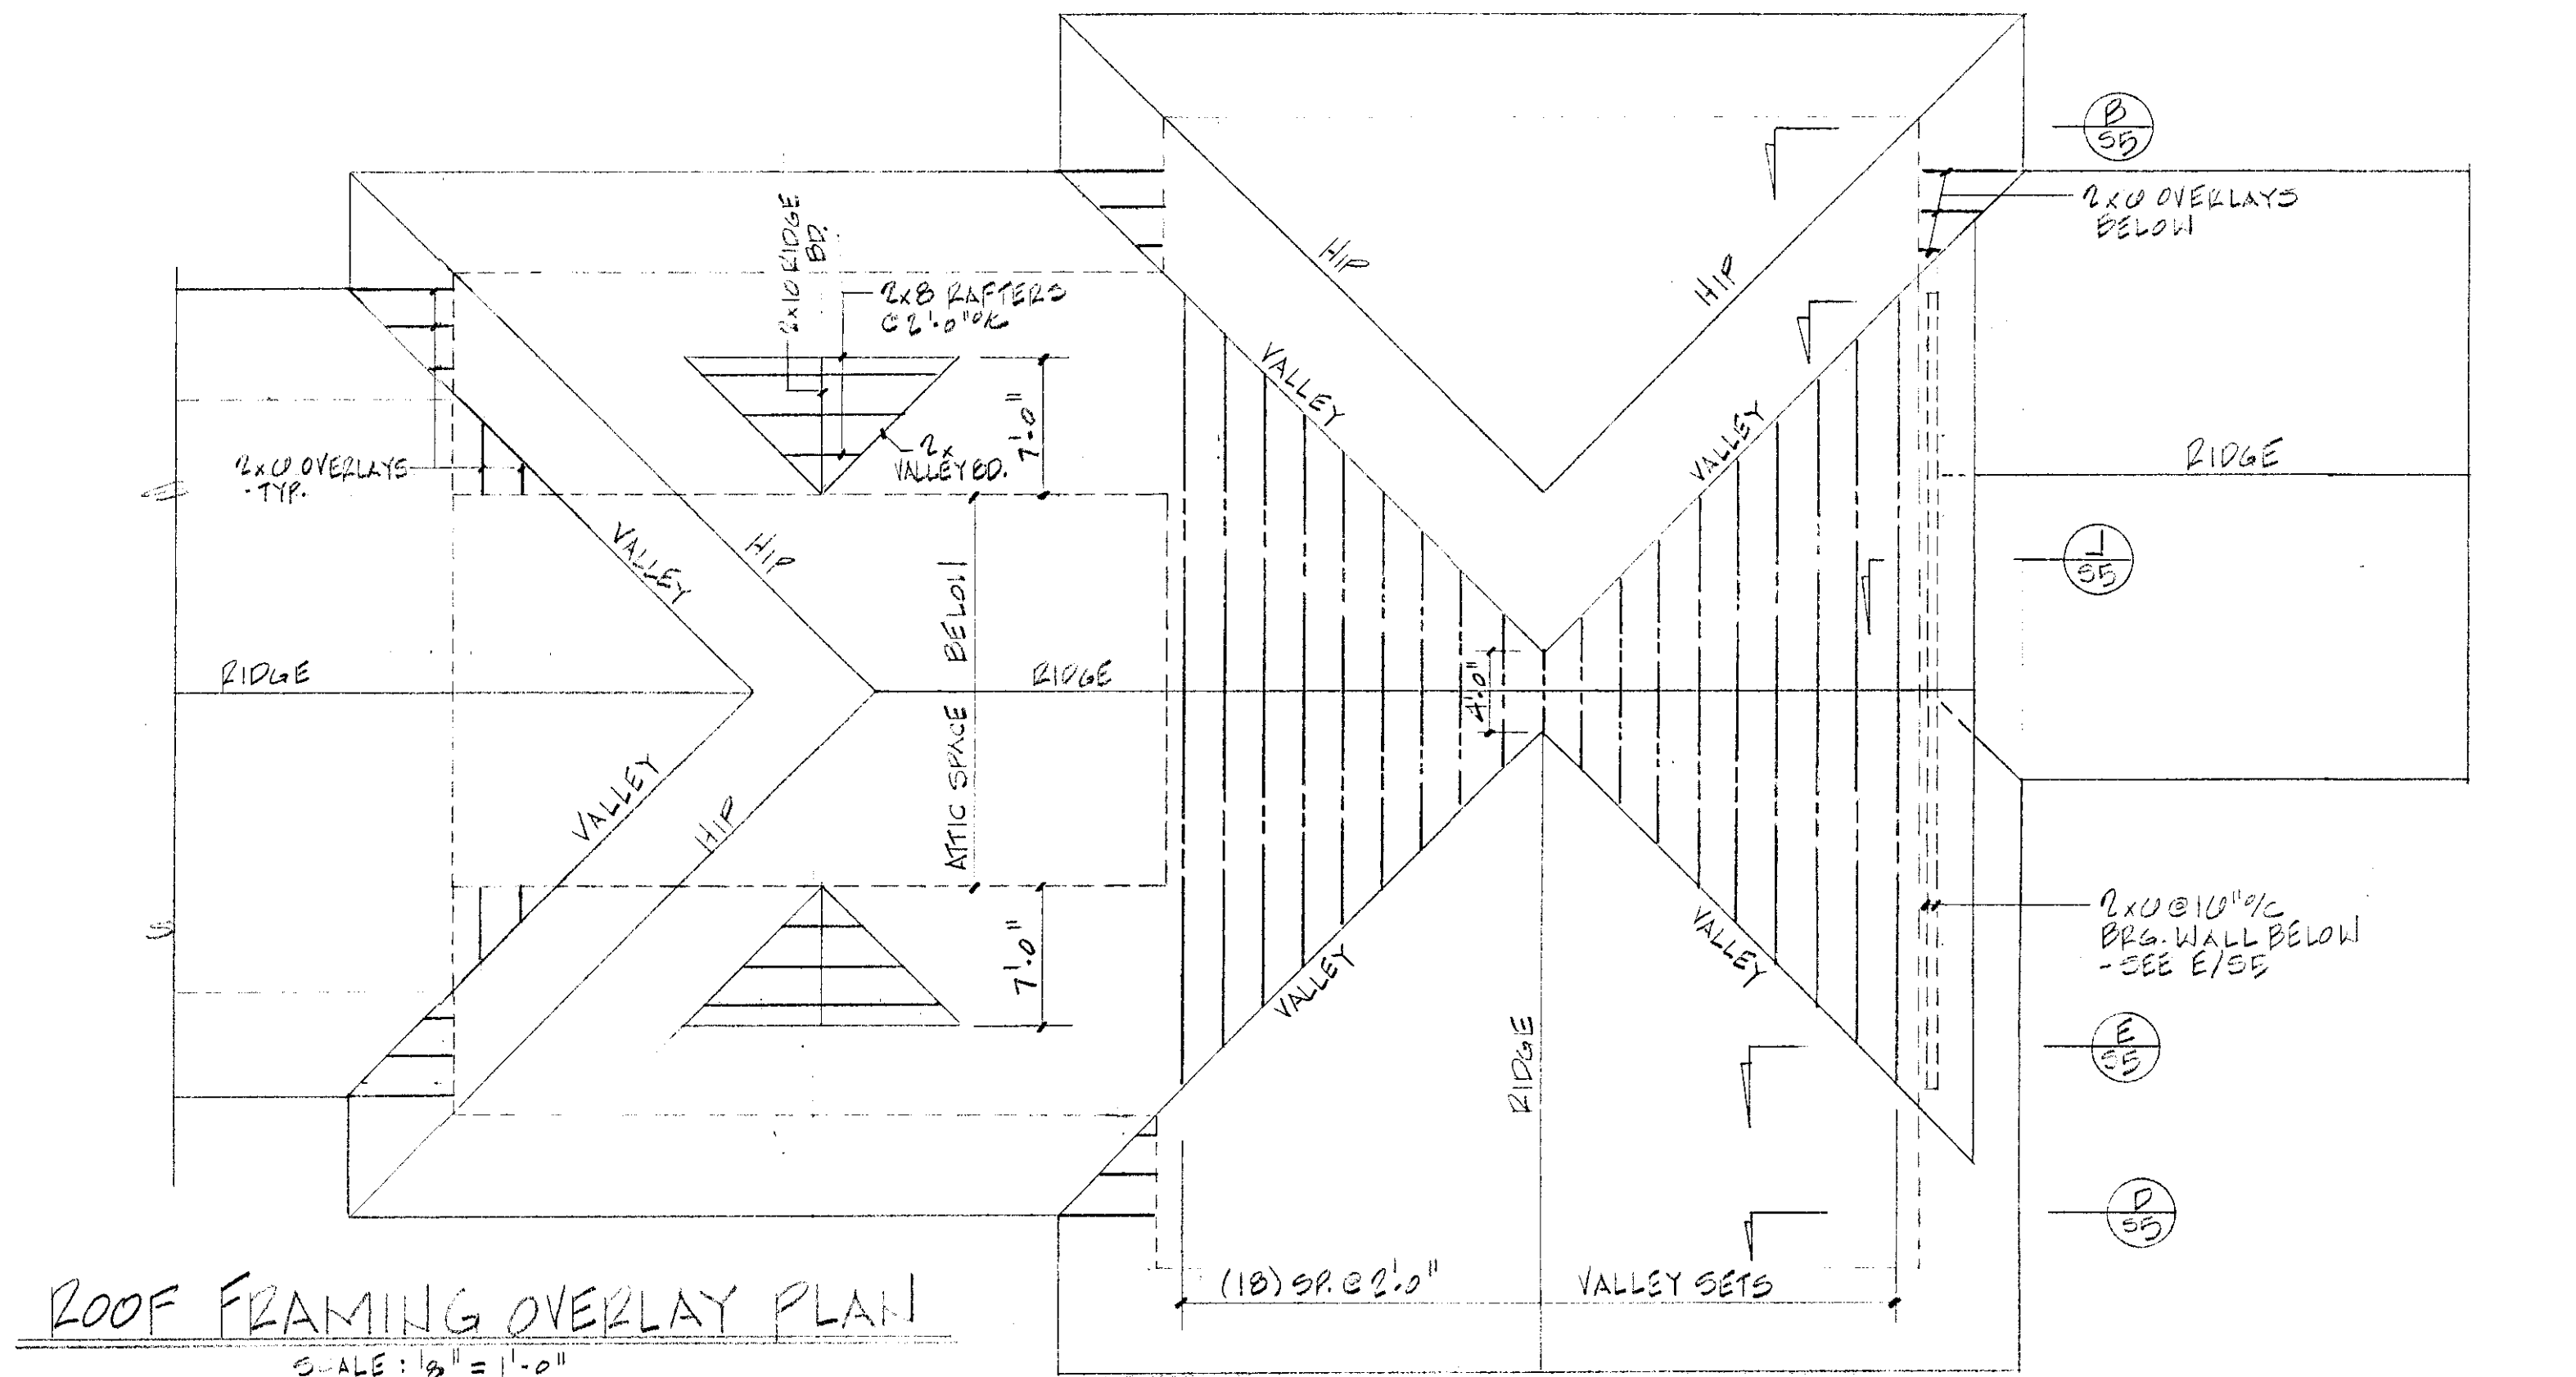 B
S5
2x6 OVERLAYS
BELOW
HIP
HIP
2x10 RIDGE
BD.
2x8 RAFTERS
@ 2'-0" o/c
VALLEY
VALLEY
7'-0"
2x
VALLEY BD.
2x6 OVERLAYS
-TYP.
RIDGE
J
S5
VALLEY
HIP
ATTIC SPACE BELOW
RIDGE
RIDGE
4'-0"
VALLEY
HIP
7'-0"
VALLEY
VALLEY
2x6 @ 16" o/c
BRG. WALL BELOW
-SEE E/S5
RIDGE
E
S5
D
S5
(18) SP. @ 2'-0" VALLEY SETS
ROOF FRAMING OVERLAY PLAN
SCALE: 1/8" = 1'-0"